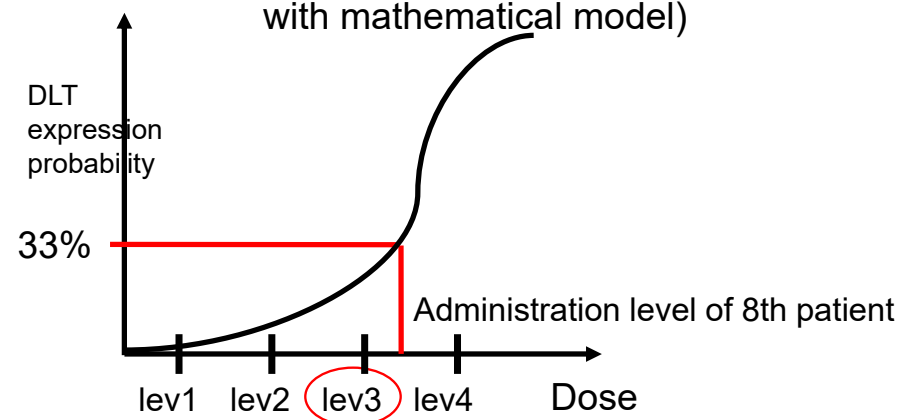 with mathematical model)
DLT
expression
probability
33%
Administration level of 8th patient
lev1 lev2 lev3 lev4 Dose